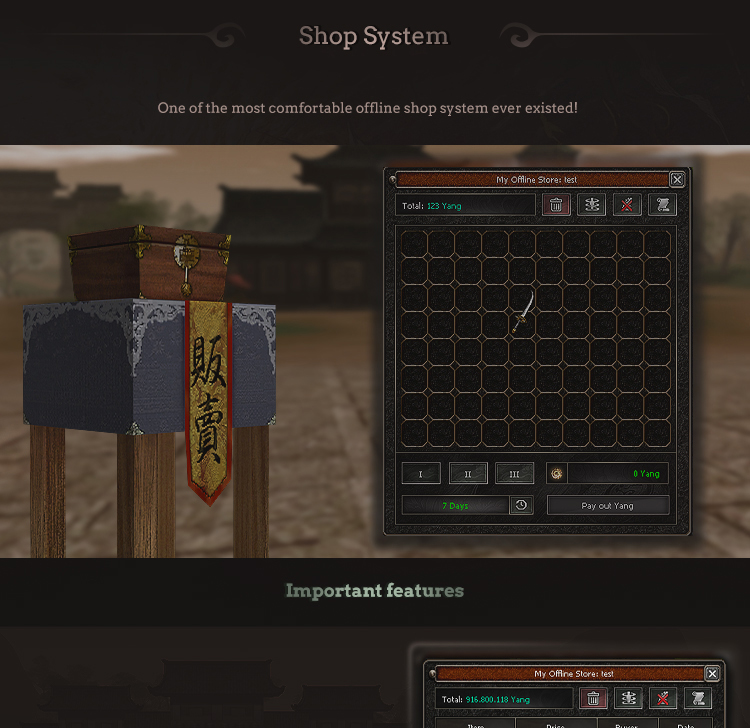 Shop System
One of the most comfortable offline shop system ever existed!
My Offline Store: test
Total: 123 Yang
販賣
I II III 0 Yang
7 Days Pay out Yang
Important features
My Offline Store: test
Total: 916.800.118 Yang
Item Price Buyer Date